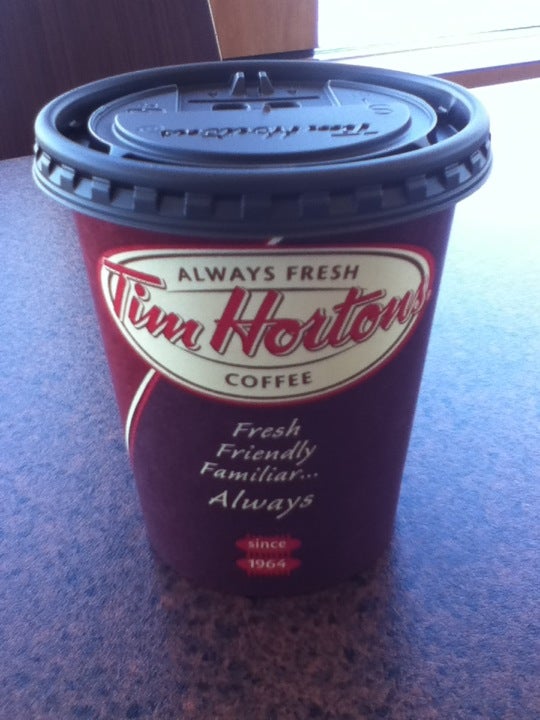 Tim Hortons
ALWAYS FRESH
Tim Hortons
COFFEE
Fresh
Friendly
Familiar...
Always
since
1964